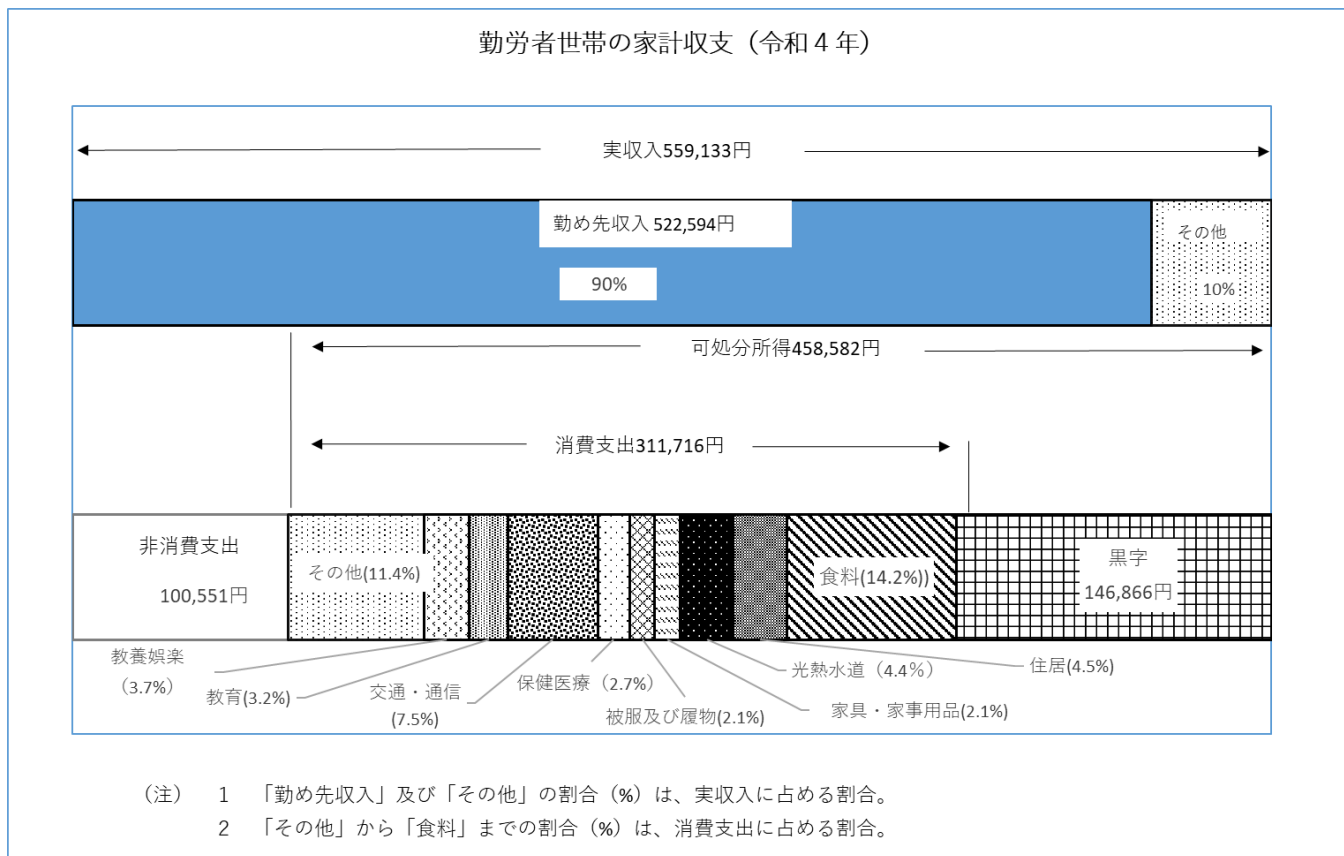 勤労者世帯の家計収支（令和４年）
実収入559,133円
勤め先収入 522,594円
その他
90%
10%
可処分所得458,582円
消費支出311,716円
非消費支出
100,551円
その他(11.4%)
食料(14.2%))
黒字
146,866円
教養娯楽
（3.7%）
教育(3.2%)
交通・通信
(7.5%)
保健医療（2.7%）
被服及び履物(2.1%)
家具・家事用品(2.1%)
光熱水道（4.4%）
住居(4.5%)
（注） 1 「勤め先収入」及び「その他」の割合（%）は、実収入に占める割合。
2 「その他」から「食料」までの割合（%）は、消費支出に占める割合。